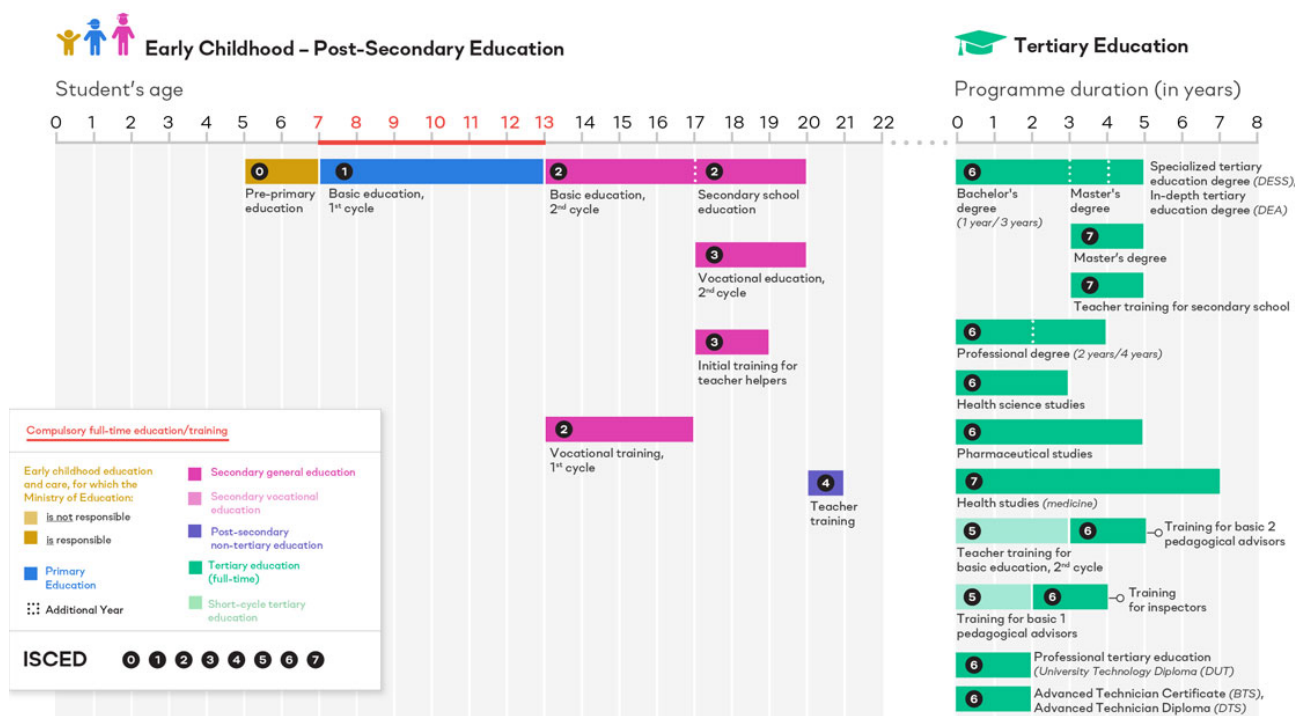 Early Childhood – Post-Secondary Education
Student's age
0 1 2 3 4 5 6 7 8 9 10 11 12 13 14 15 16 17 18 19 20 21 22
0
Pre-primary
education
1
Basic education,
1st cycle
2
Basic education,
2nd cycle
2
Secondary school
education
3
Vocational education,
2nd cycle
3
Initial training for
teacher helpers
2
Vocational training,
1st cycle
4
Teacher
training
Compulsory full-time education/training
Early childhood education
and care, for which the
Ministry of Education:
is not responsible
is responsible
Primary
Education
Additional Year
Secondary general education
Secondary vocational
education
Post-secondary
non-tertiary education
Tertiary education
(full-time)
Short-cycle tertiary
education
ISCED 0 1 2 3 4 5 6 7
Tertiary Education
Programme duration (in years)
0 1 2 3 4 5 6 7 8
6
Bachelor's
degree
(1 year/3 years)
Master's
degree
Specialized tertiary
education degree (DESS),
In-depth tertiary
education degree (DEA)
7
Master's degree
7
Teacher training for secondary school
6
Professional degree (2 years/4 years)
6
Health science studies
6
Pharmaceutical studies
7
Health studies (medicine)
5
Teacher training for
basic education, 2nd cycle
6
Training for basic 2
pedagogical advisors
5
Training for basic 1
pedagogical advisors
6
Training
for inspectors
6
Professional tertiary education
(University Technology Diploma (DUT)
6
Advanced Technician Certificate (BTS),
Advanced Technician Diploma (DTS)